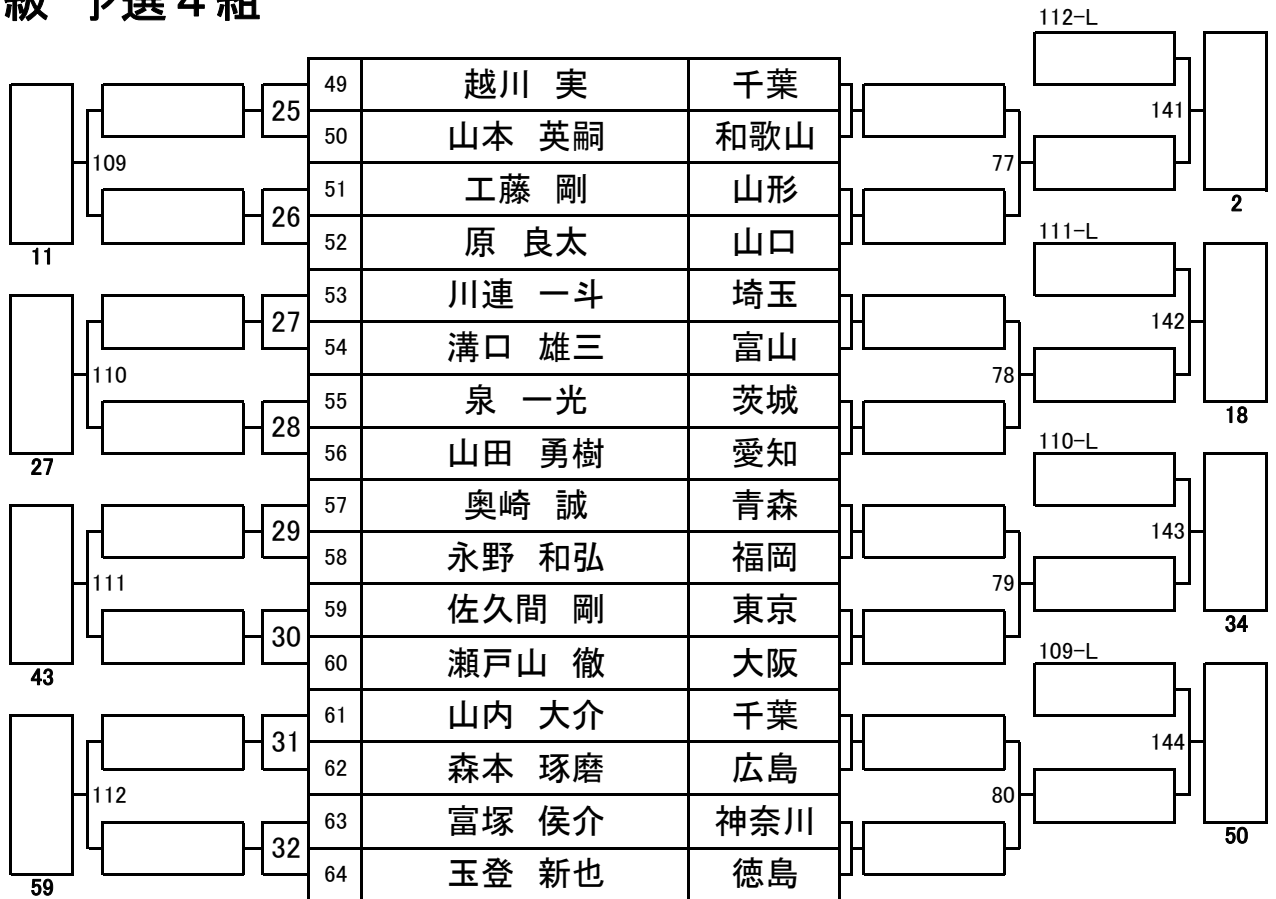 級 予選4組
112-L
49 越川 実 千葉
25
141
50 山本 英嗣 和歌山
109
77
51 工藤 剛 山形
26
2
52 原 良太 山口
111-L
11
53 川連 一斗 埼玉
27
142
54 溝口 雄三 富山
110
78
55 泉 一光 茨城
28
18
56 山田 勇樹 愛知
110-L
27
57 奥崎 誠 青森
29
143
58 永野 和弘 福岡
111
79
59 佐久間 剛 東京
30
34
60 瀬戸山 徹 大阪
109-L
43
61 山内 大介 千葉
31
144
62 森本 琢磨 広島
112
80
63 富塚 侯介 神奈川
32
50
64 玉登 新也 徳島
59